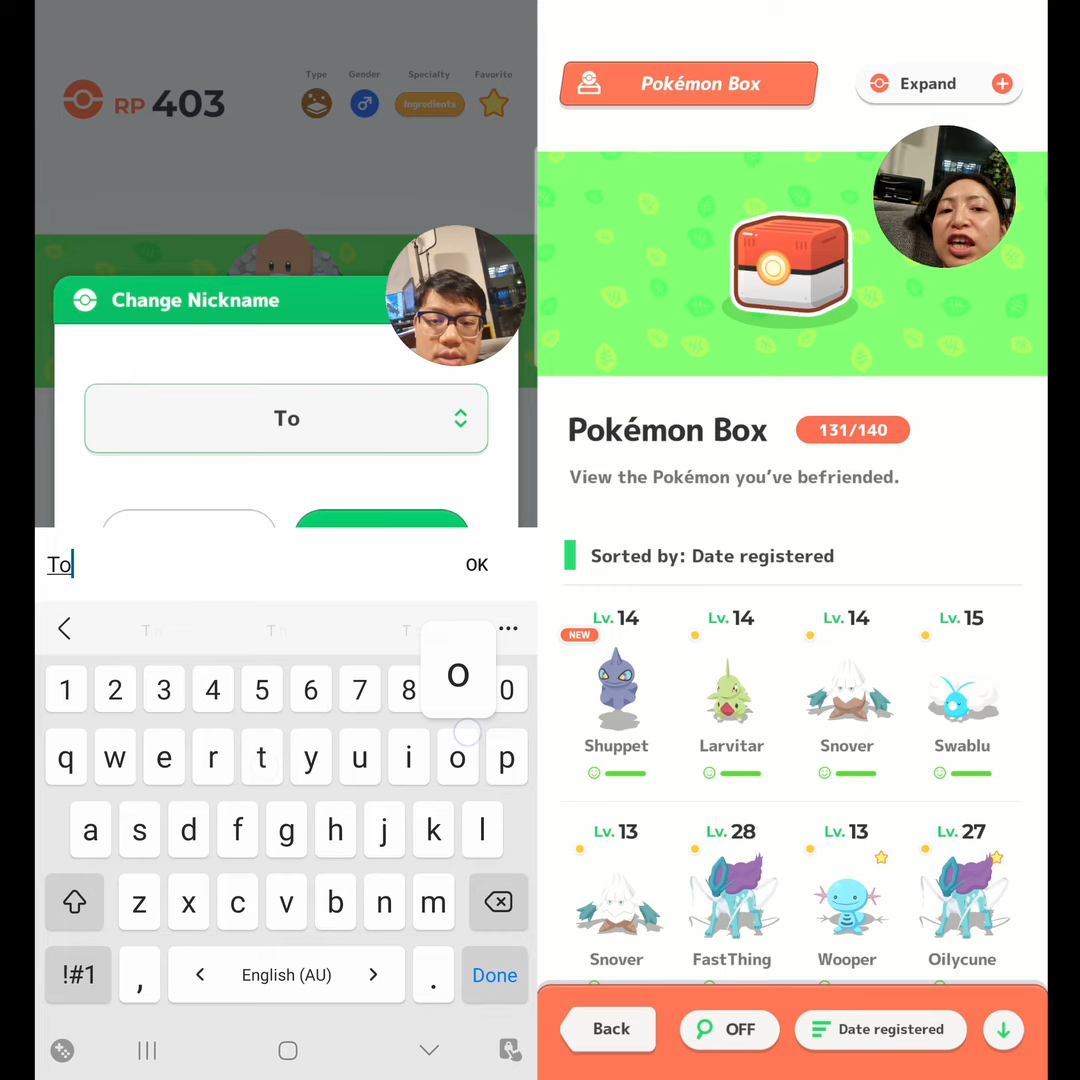 Type Gender Specialty Favorite
RP 403
Ingredients
Change Nickname
To
To
OK
1 2 3 4 5 6 7 8 0
o
q w e r t y u i o p
a s d f g h j k l
z x c v b n m
!#1 , English (AU) . Done
Pokémon Box
Expand
Pokémon Box 131/140
View the Pokémon you’ve befriended.
Sorted by: Date registered
Lv. 14 Lv. 14 Lv. 14 Lv. 15
NEW
Shuppet Larvitar Snover Swablu
Lv. 13 Lv. 28 Lv. 13 Lv. 27
Snover FastThing Wooper Oilycune
Back OFF Date registered